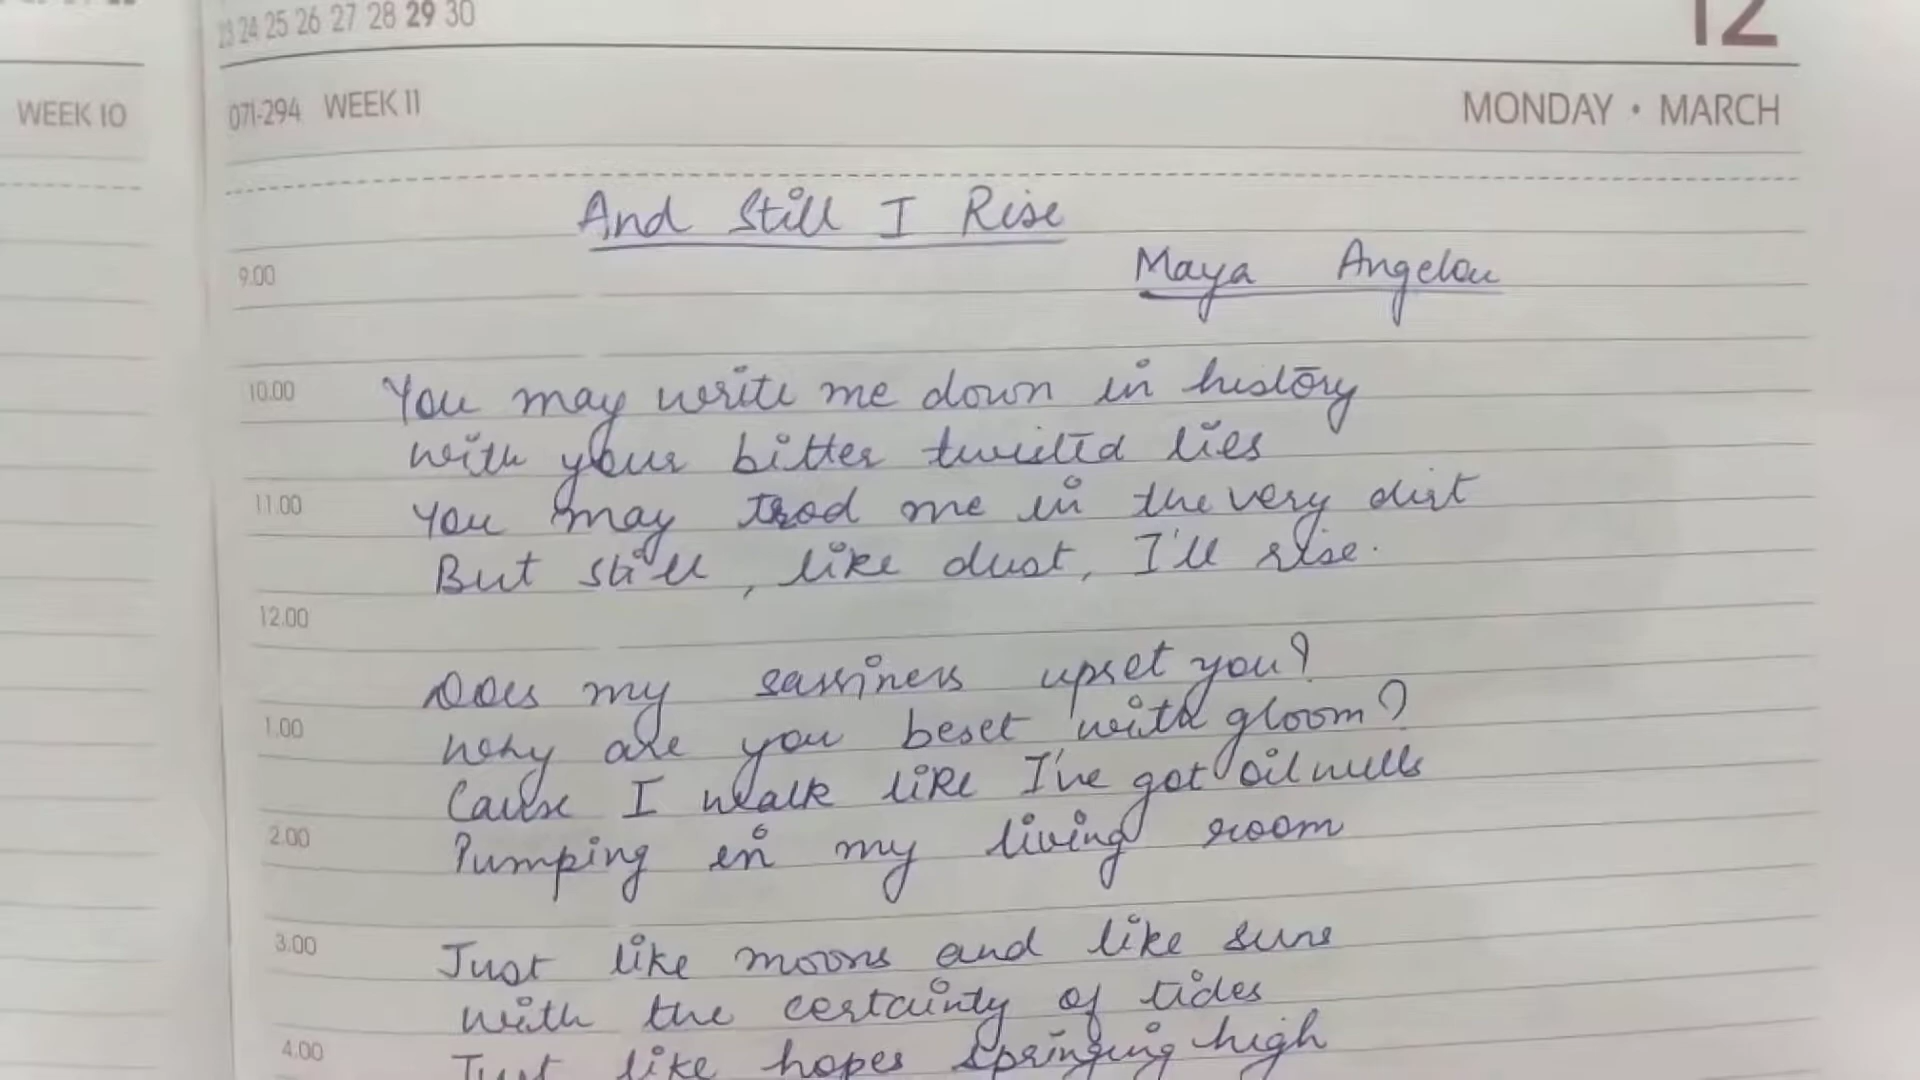 23 24 25 26 27 28 29 30
12
WEEK 10
071-294 WEEK 11
MONDAY • MARCH
And Still I Rise
Maya Angelou
9.00
10.00 You may write me down in history
with your bitter twisted lies
11.00 You may trod me in the very dirt
But still, like dust, I'll rise.
12.00
Does my sassiness upset you?
1.00 Why are you beset with gloom?
Cause I walk like I've got oil wells
2.00 Pumping in my living room
3.00 Just like moons and like suns
with the certainty of tides
4.00 Just like hopes springing high